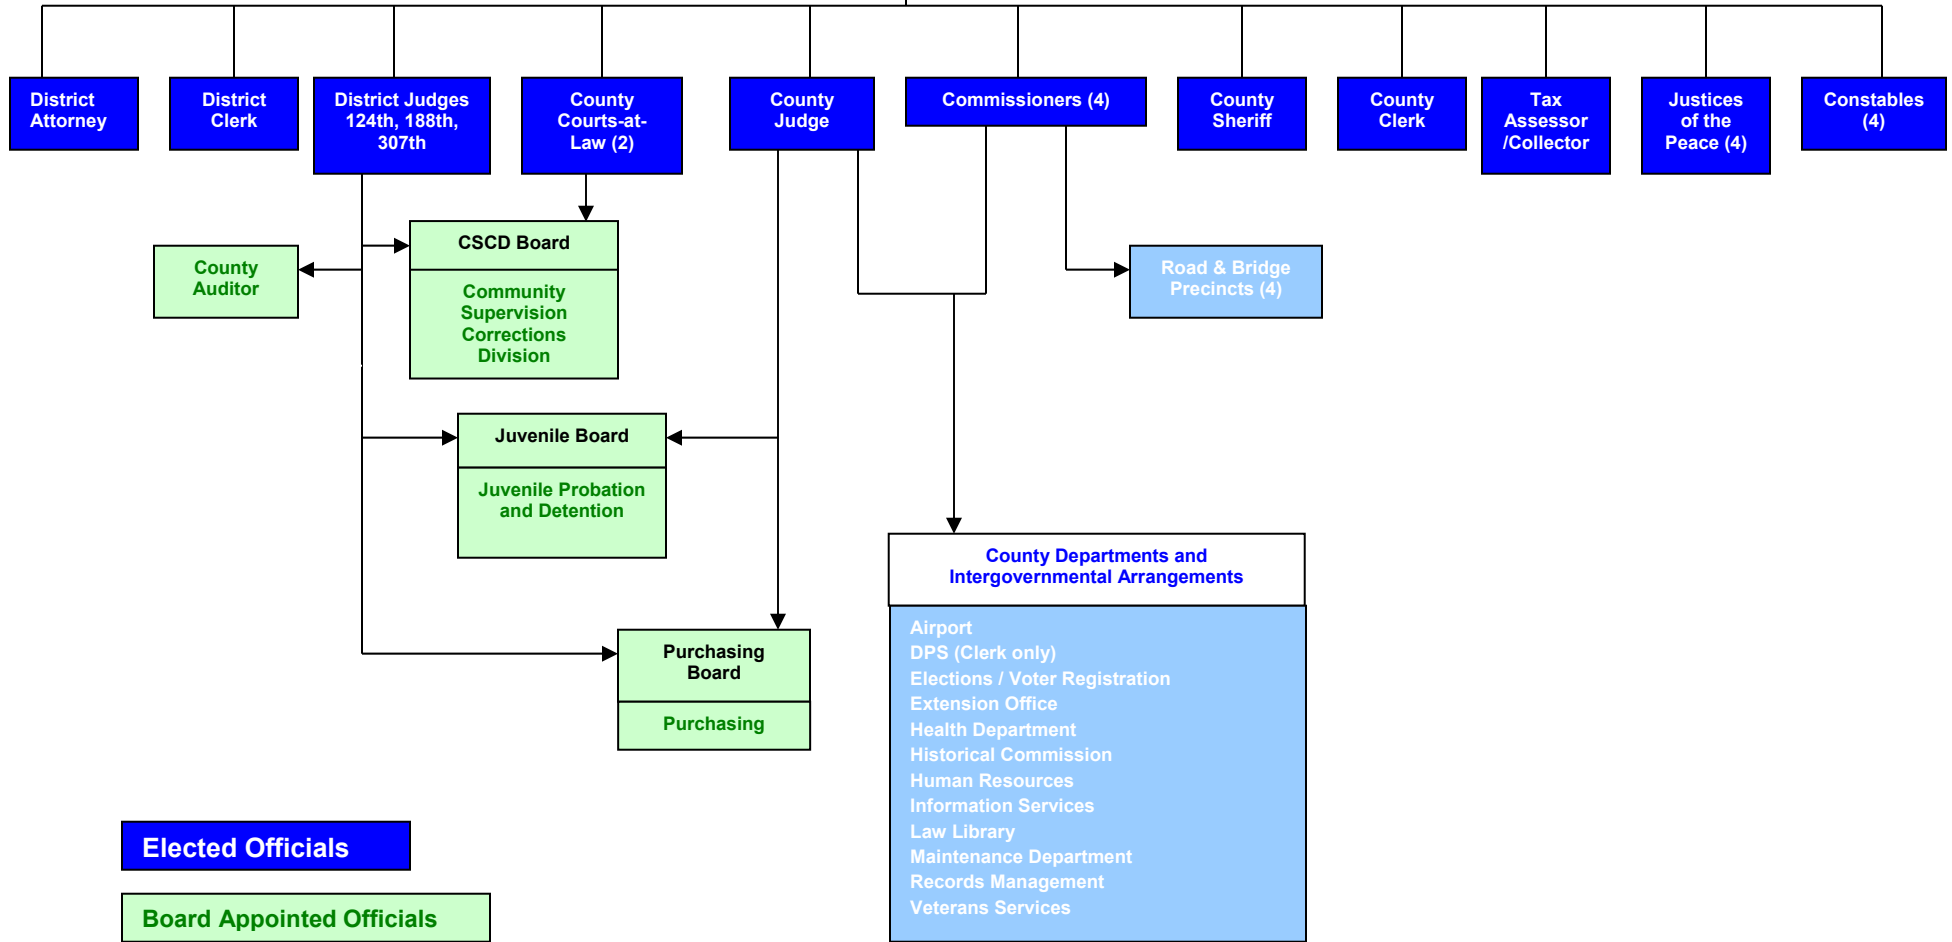 District
Attorney
District
Clerk
District Judges
124th, 188th,
307th
County
Courts-at-
Law (2)
County
Judge
Commissioners (4)
County
Sheriff
County
Clerk
Tax
Assessor
/Collector
Justices
of the
Peace (4)
Constables
(4)
County
Auditor
CSCD Board
Community
Supervision
Corrections
Division
Road & Bridge
Precincts (4)
Juvenile Board
Juvenile Probation
and Detention
County Departments and
Intergovernmental Arrangements
Airport
DPS (Clerk only)
Elections / Voter Registration
Extension Office
Health Department
Historical Commission
Human Resources
Information Services
Law Library
Maintenance Department
Records Management
Veterans Services
Purchasing
Board
Purchasing
Elected Officials
Board Appointed Officials